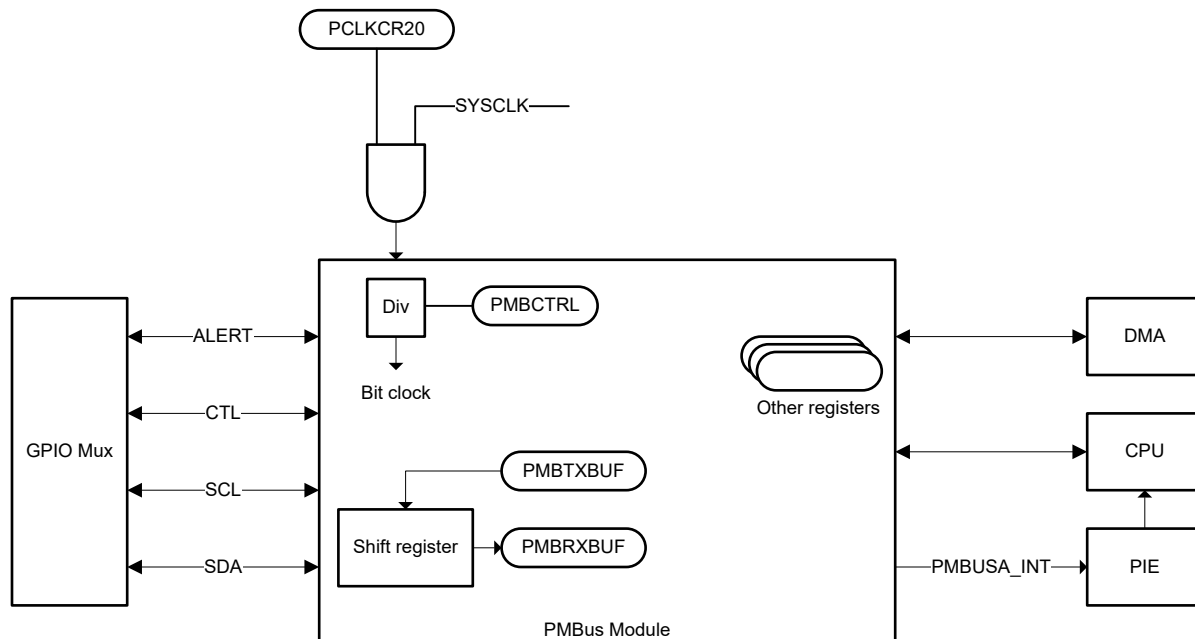 PCLKCR20
SYSCLK
Div
PMBCTRL
ALERT
DMA
Bit clock
Other registers
CTL
GPIO Mux
CPU
PMBTXBUF
SCL
Shift register
PMBRXBUF
SDA
PMBUSA_INT
PIE
PMBus Module